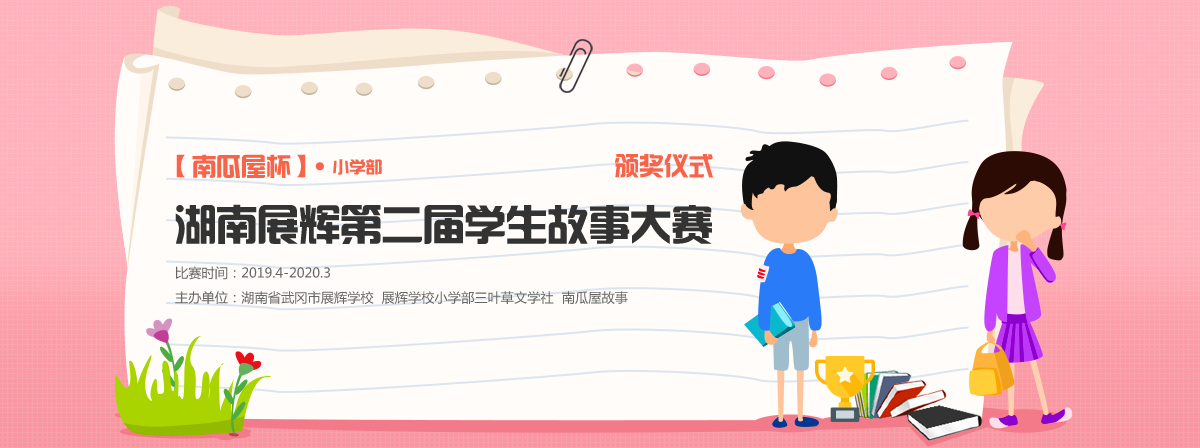 【南瓜屋杯】•小学部 颁奖仪式
湖南展辉第二届学生故事大赛
比赛时间：2019.4-2020.3
主办单位：湖南省武冈市展辉学校 展辉学校小学部三叶草文学社 南瓜屋故事